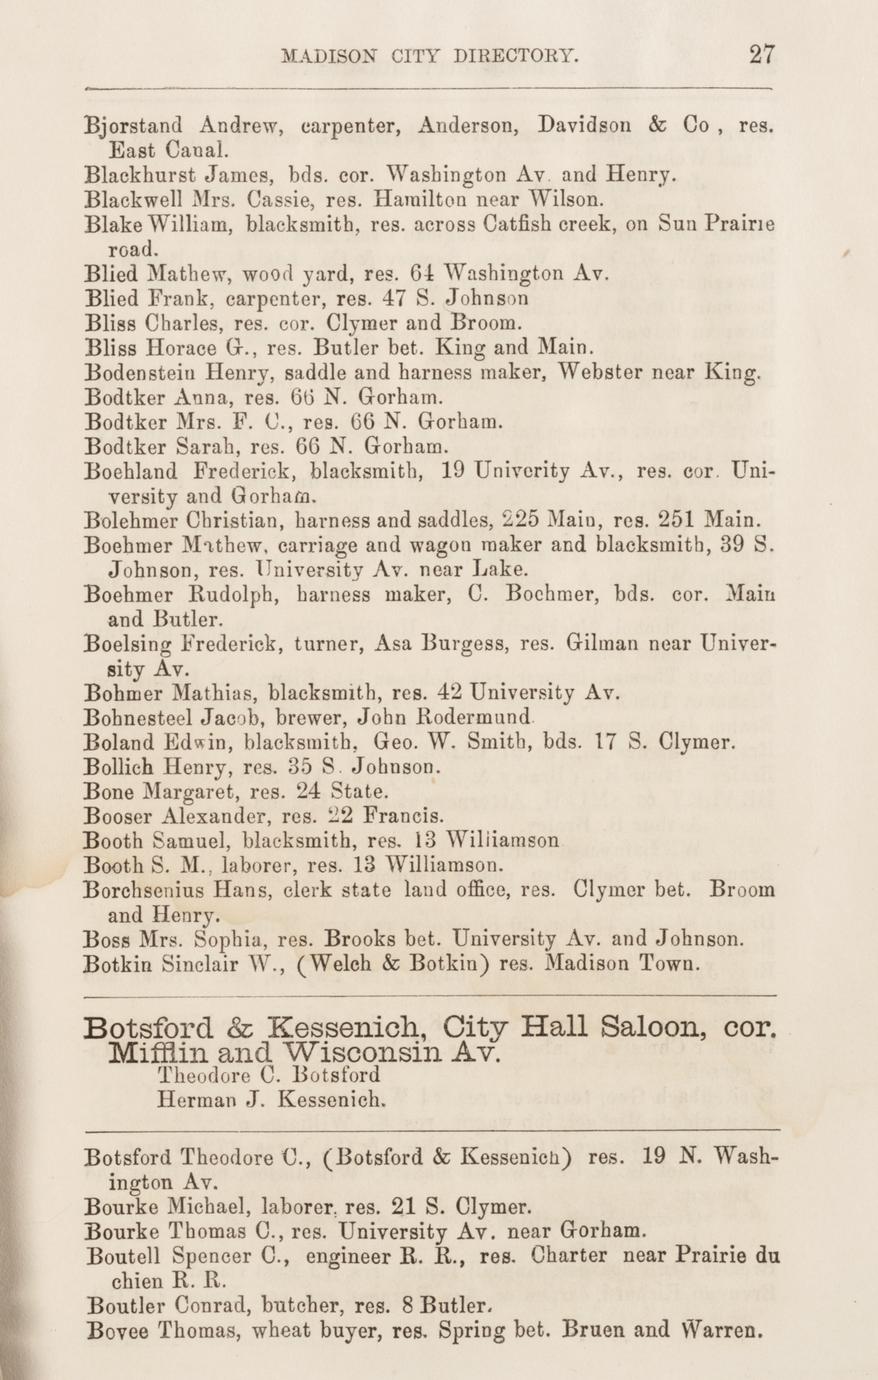 MADISON CITY DIRECTORY. 27
Bjorstand Andrew, carpenter, Anderson, Davidson & Co , res.
East Canal.
Blackhurst James, bds. cor. Washington Av. and Henry.
Blackwell Mrs. Cassie, res. Hamilton near Wilson.
Blake William, blacksmith, res. across Catfish creek, on Sun Prairie
road.
Blied Mathew, wood yard, res. 64 Washington Av.
Blied Frank, carpenter, res. 47 S. Johnson
Bliss Charles, res. cor. Clymer and Broom.
Bliss Horace G., res. Butler bet. King and Main.
Bodenstein Henry, saddle and harness maker, Webster near King.
Bodtker Anna, res. 66 N. Gorham.
Bodtker Mrs. F. C., res. 66 N. Gorham.
Bodtker Sarah, res. 66 N. Gorham.
Boehland Frederick, blacksmith, 19 Univerity Av., res. cor. Uni-
versity and Gorham.
Bolehmer Christian, harness and saddles, 225 Main, res. 251 Main.
Boehmer Mathew, carriage and wagon maker and blacksmith, 39 S.
Johnson, res. University Av. near Lake.
Boehmer Rudolph, harness maker, C. Boehmer, bds. cor. Main
and Butler.
Boelsing Frederick, turner, Asa Burgess, res. Gilman near Univer-
sity Av.
Bohmer Mathias, blacksmith, res. 42 University Av.
Bohnesteel Jacob, brewer, John Rodermund.
Boland Edwin, blacksmith, Geo. W. Smith, bds. 17 S. Clymer.
Bollich Henry, res. 35 S. Johnson.
Bone Margaret, res. 24 State.
Booser Alexander, res. 22 Francis.
Booth Samuel, blacksmith, res. 13 Williamson
Booth S. M., laborer, res. 13 Williamson.
Borchsenius Hans, clerk state land office, res. Clymer bet. Broom
and Henry.
Boss Mrs. Sophia, res. Brooks bet. University Av. and Johnson.
Botkin Sinclair W., (Welch & Botkin) res. Madison Town.
Botsford & Kessenich, City Hall Saloon, cor.
Mifflin and Wisconsin Av.
Theodore C. Botsford
Herman J. Kessenich.
Botsford Theodore C., (Botsford & Kessenich) res. 19 N. Wash-
ington Av.
Bourke Michael, laborer, res. 21 S. Clymer.
Bourke Thomas C., res. University Av. near Gorham.
Boutell Spencer C., engineer R. R., res. Charter near Prairie du
chien R. R.
Boutler Conrad, butcher, res. 8 Butler.
Bovee Thomas, wheat buyer, res. Spring bet. Bruen and Warren.